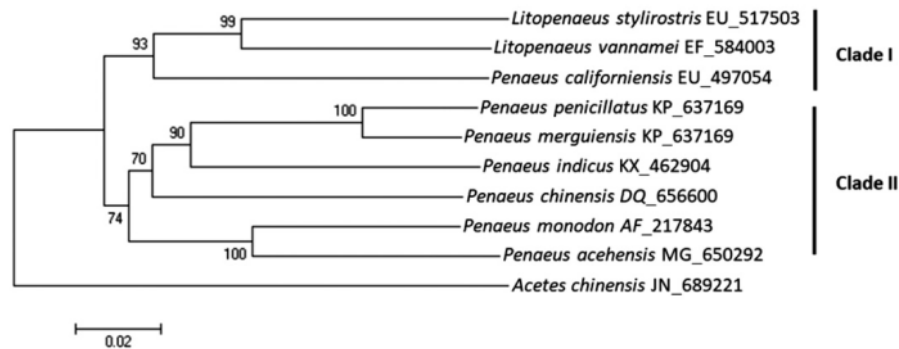 99
Litopenaeus stylirostris EU_517503
93
Litopenaeus vannamei EF_584003
Clade I
Penaeus californiensis EU_497054
100
Penaeus penicillatus KP_637169
90
Penaeus merguiensis KP_637169
70
Penaeus indicus KX_462904
Clade II
Penaeus chinensis DQ_656600
74
Penaeus monodon AF_217843
100
Penaeus acehensis MG_650292
Acetes chinensis JN_689221
0.02